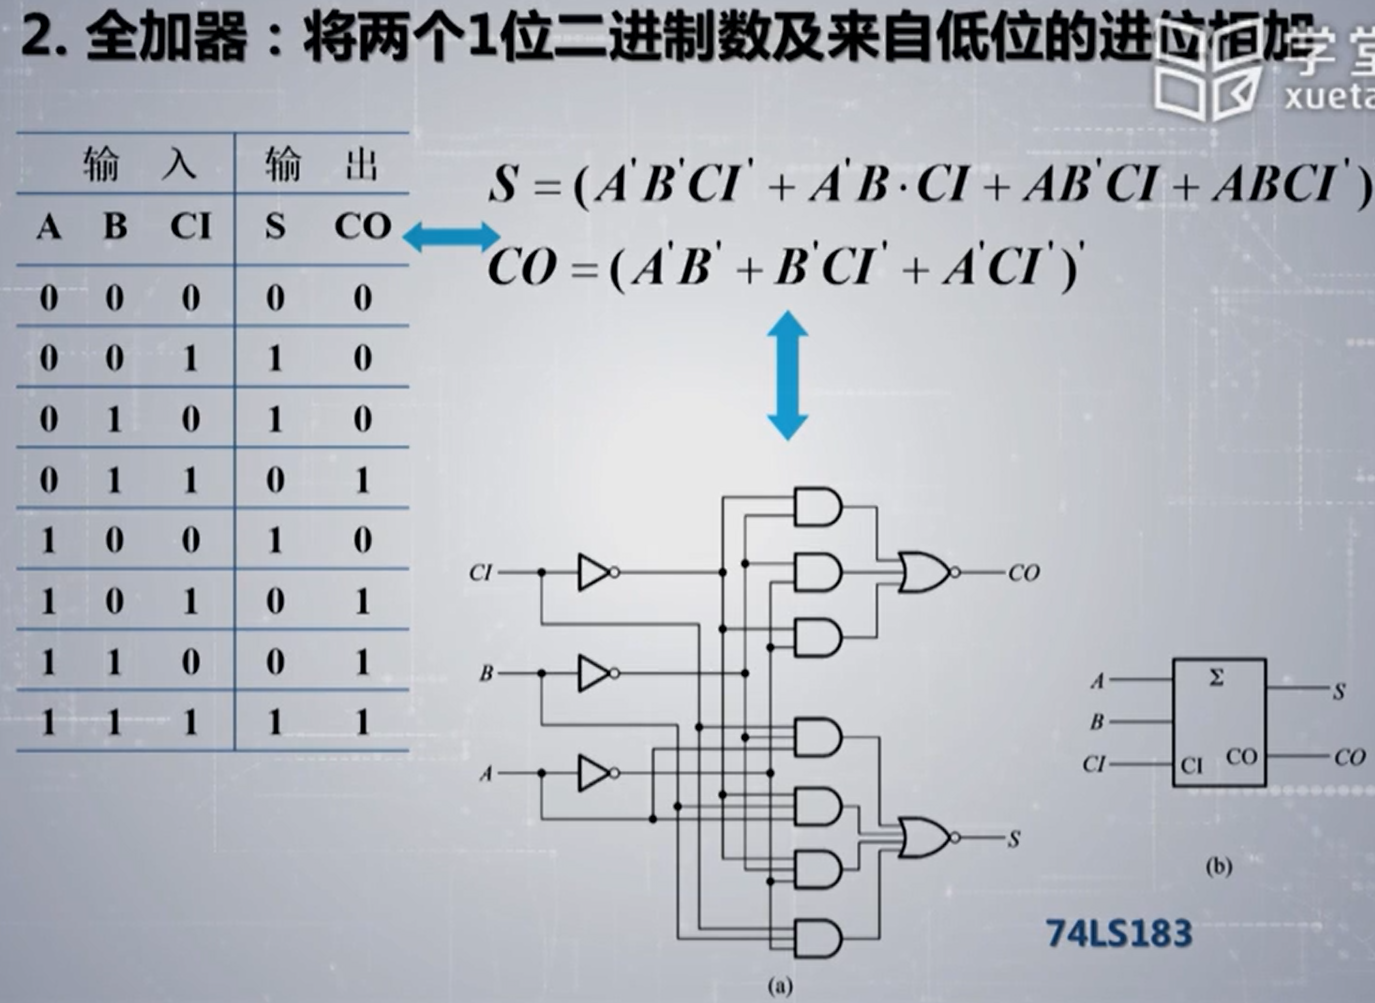 2. 全加器：将两个1位二进制数及来自低位的进位相加
学堂
xueta
输 入 输 出
A B CI S CO
0 0 0 0 0
0 0 1 1 0
0 1 0 1 0
0 1 1 0 1
1 0 0 1 0
1 0 1 0 1
1 1 0 0 1
1 1 1 1 1
S = (A'B'CI' + A'B·CI + AB'CI + ABCI')
CO = (A'B' + B'CI' + A'CI')'
CI
B
A
CO
S
(a)
A
B
CI
Σ
CI CO
S
CO
(b)
74LS183